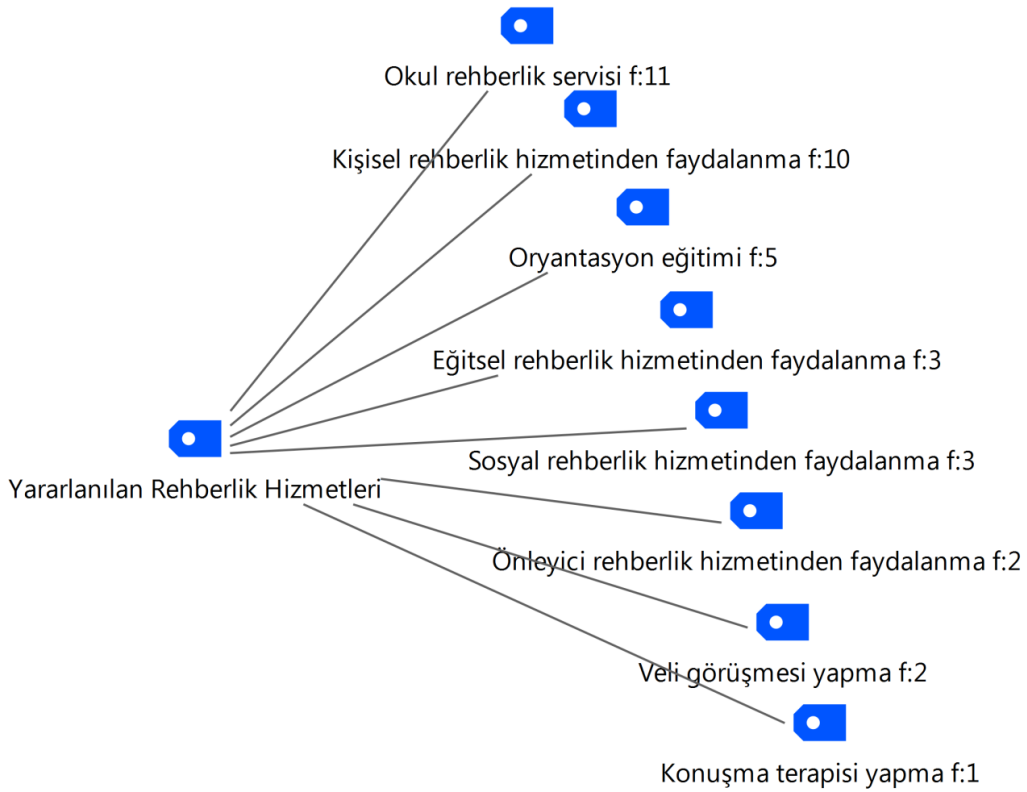 Okul rehberlik servisi f:11
Kişisel rehberlik hizmetinden faydalanma f:10
Oryantasyon eğitimi f:5
Eğitsel rehberlik hizmetinden faydalanma f:3
Sosyal rehberlik hizmetinden faydalanma f:3
Yararlanılan Rehberlik Hizmetleri
Önleyici rehberlik hizmetinden faydalanma f:2
Veli görüşmesi yapma f:2
Konuşma terapisi yapma f:1